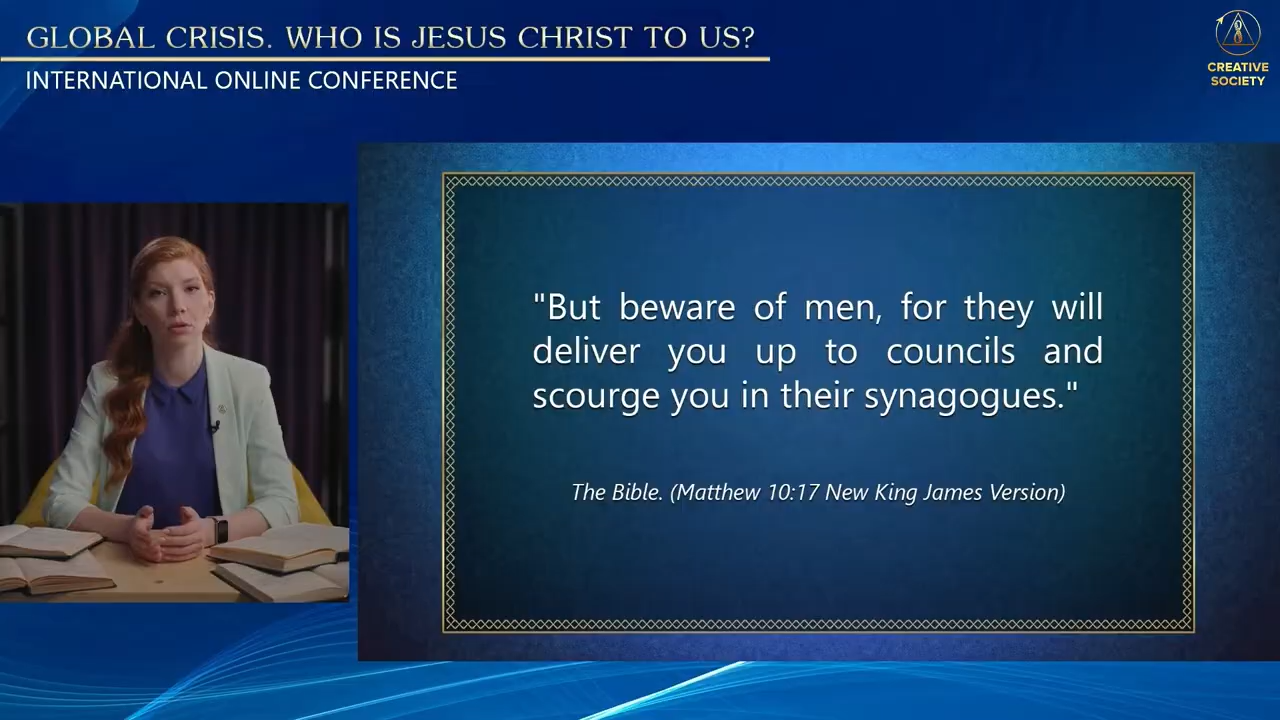 GLOBAL CRISIS. WHO IS JESUS CHRIST TO US?
INTERNATIONAL ONLINE CONFERENCE
CREATIVE
SOCIETY
"But beware of men, for they will
deliver you up to councils and
scourge you in their synagogues."
The Bible. (Matthew 10:17 New King James Version)